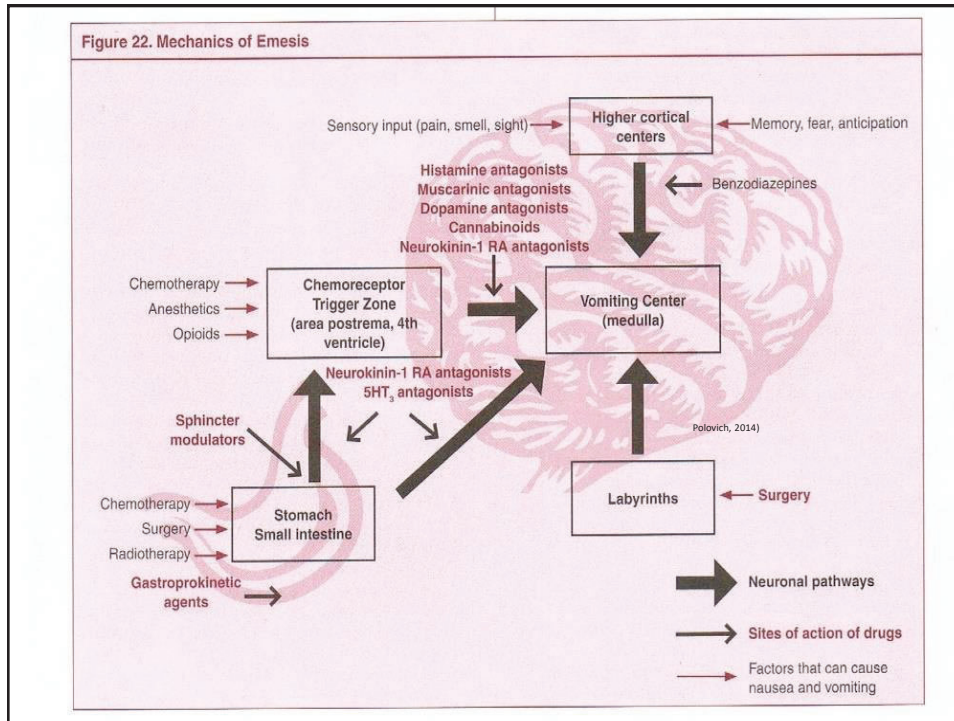 Figure 22. Mechanics of Emesis
Sensory input (pain, smell, sight)
Higher cortical
centers
Memory, fear, anticipation
Benzodiazepines
Histamine antagonists
Muscarinic antagonists
Dopamine antagonists
Cannabinoids
Neurokinin-1 RA antagonists
Chemotherapy
Anesthetics
Opioids
Chemoreceptor
Trigger Zone
(area postrema, 4th
ventricle)
Vomiting Center
(medulla)
Neurokinin-1 RA antagonists
5HT₃ antagonists
Sphincter
modulators
Polovich, 2014)
Chemotherapy
Surgery
Radiotherapy
Stomach
Small intestine
Labyrinths
Surgery
Gastroprokinetic
agents
Neuronal pathways
Sites of action of drugs
Factors that can cause
nausea and vomiting